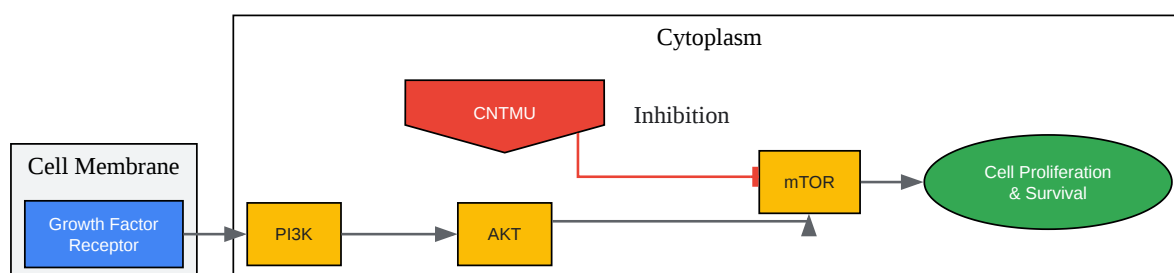 Cytoplasm
CNTMU
Inhibition
Cell Membrane
Growth Factor
Receptor
PI3K
AKT
mTOR
Cell Proliferation
& Survival